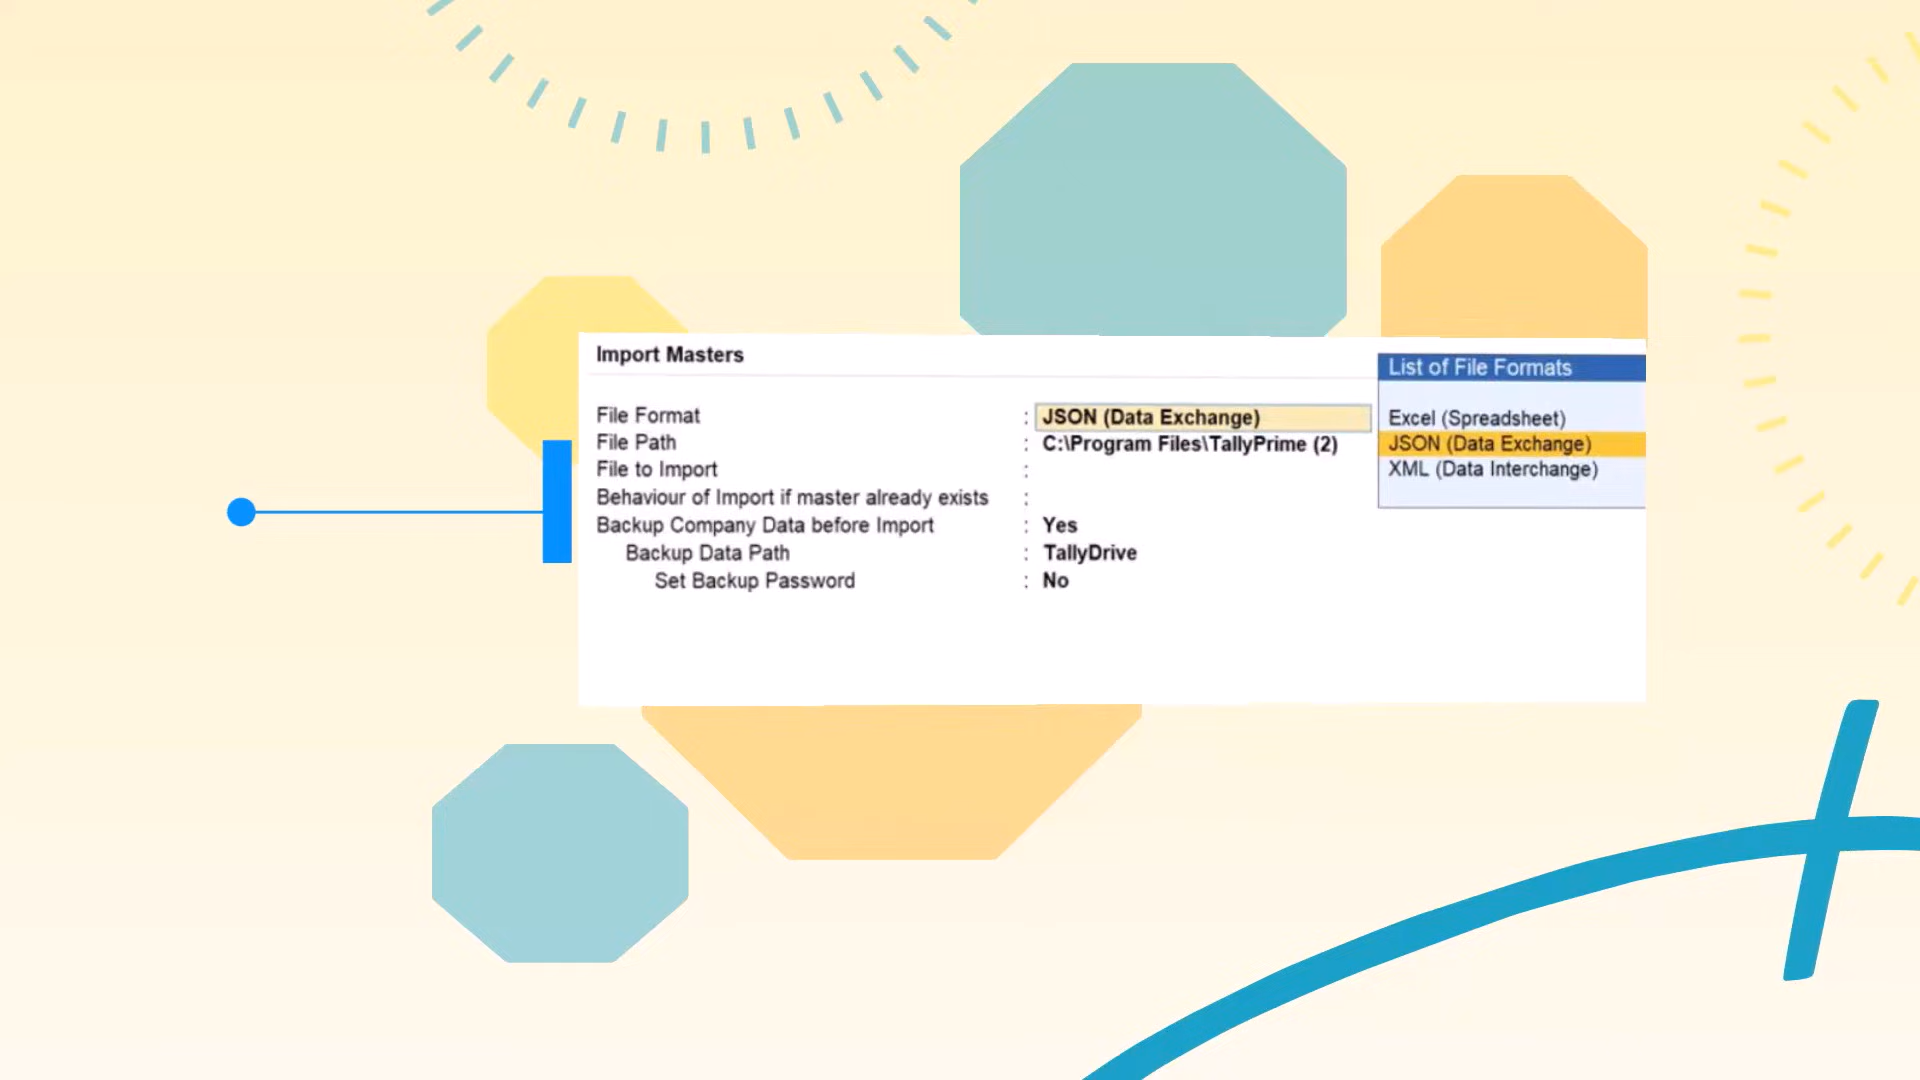 Import Masters
File Format : JSON (Data Exchange)
File Path : C:\Program Files\TallyPrime (2)
File to Import :
Behaviour of Import if master already exists :
Backup Company Data before Import : Yes
Backup Data Path : TallyDrive
Set Backup Password : No
List of File Formats
Excel (Spreadsheet)
JSON (Data Exchange)
XML (Data Interchange)